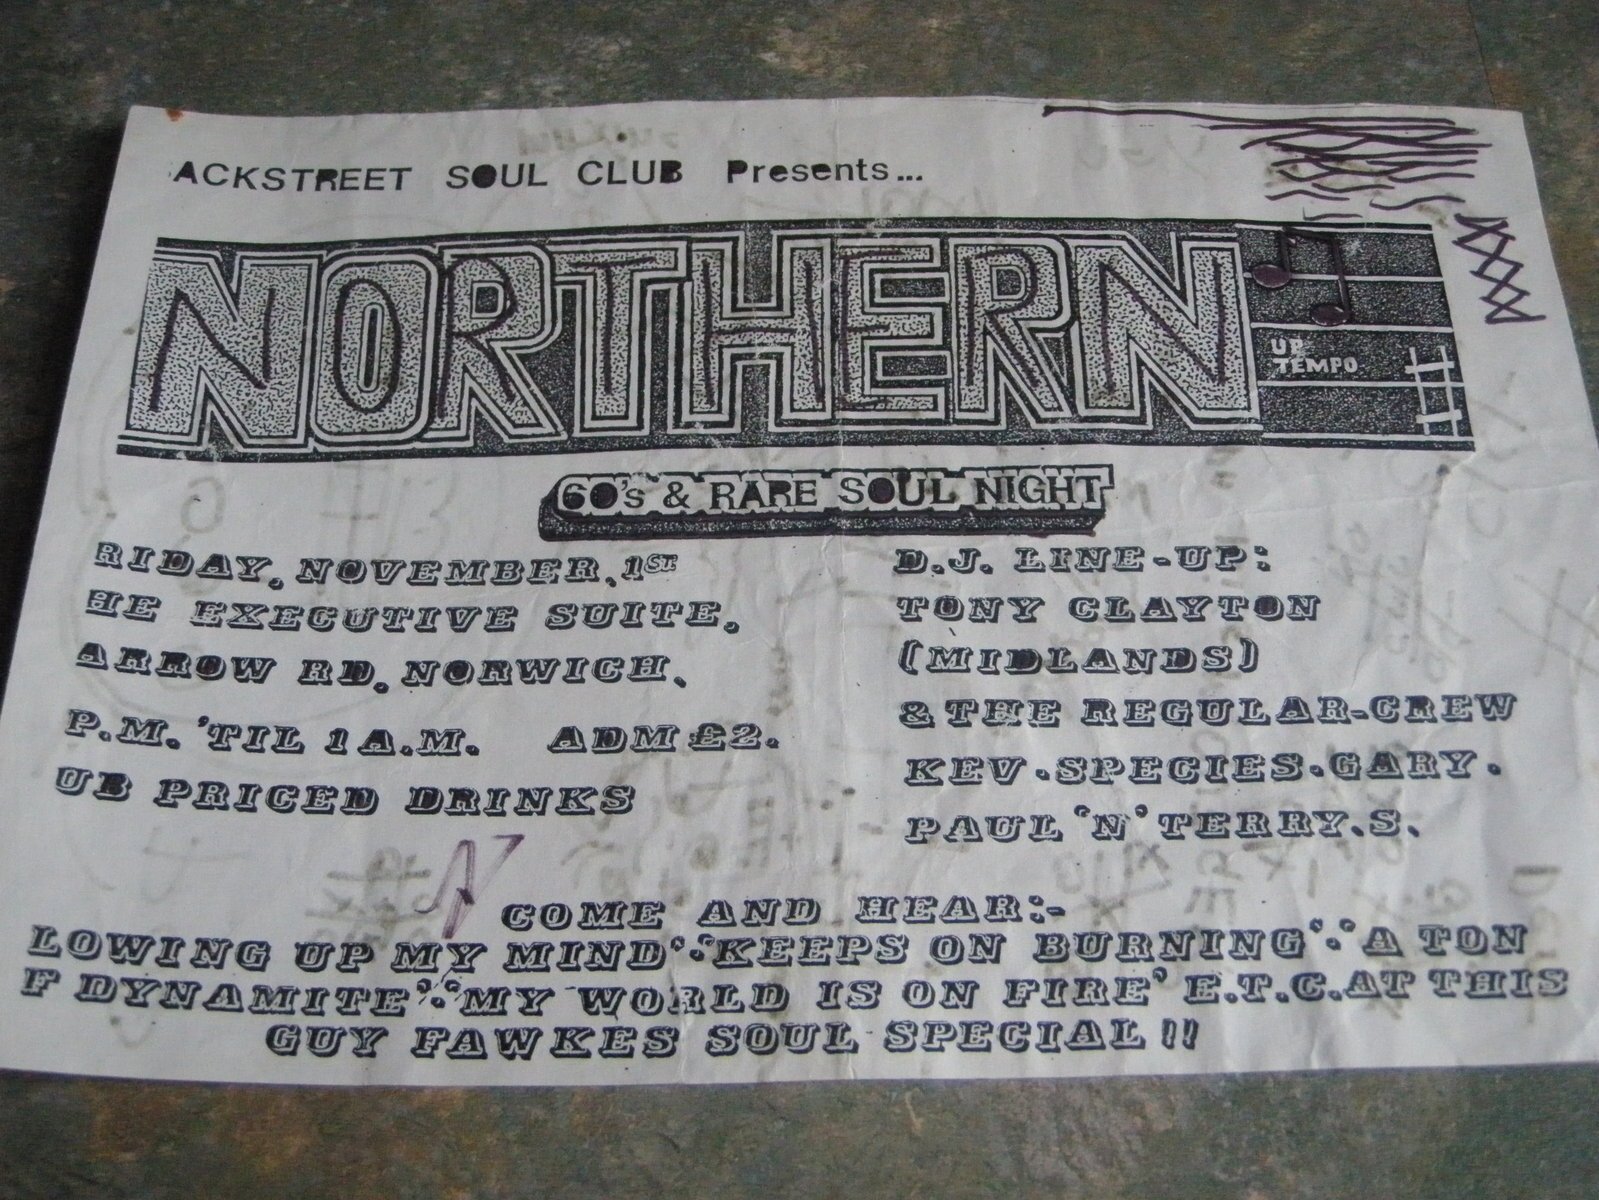 ACKSTREET SOUL CLUB Presents...
NORTHERN
UP
TEMPO
60's & RARE SOUL NIGHT
RIDAY. NOVEMBER. 1ST
HE EXECUTIVE SUITE.
ARROW RD. NORWICH.
P.M. 'TIL 1 A.M. ADM £2.
UB PRICED DRINKS
D.J. LINE-UP:
TONY CLAYTON
(MIDLANDS)
& THE REGULAR-CREW
KEV. SPECIES. GARY.
PAUL 'N' TERRY. S.
COME AND HEAR:-
LOWING UP MY MIND'.'KEEPS ON BURNING'.'A TON
F DYNAMITE'.'MY WORLD IS ON FIRE' E.T.C. AT THIS
GUY FAWKES SOUL SPECIAL!!